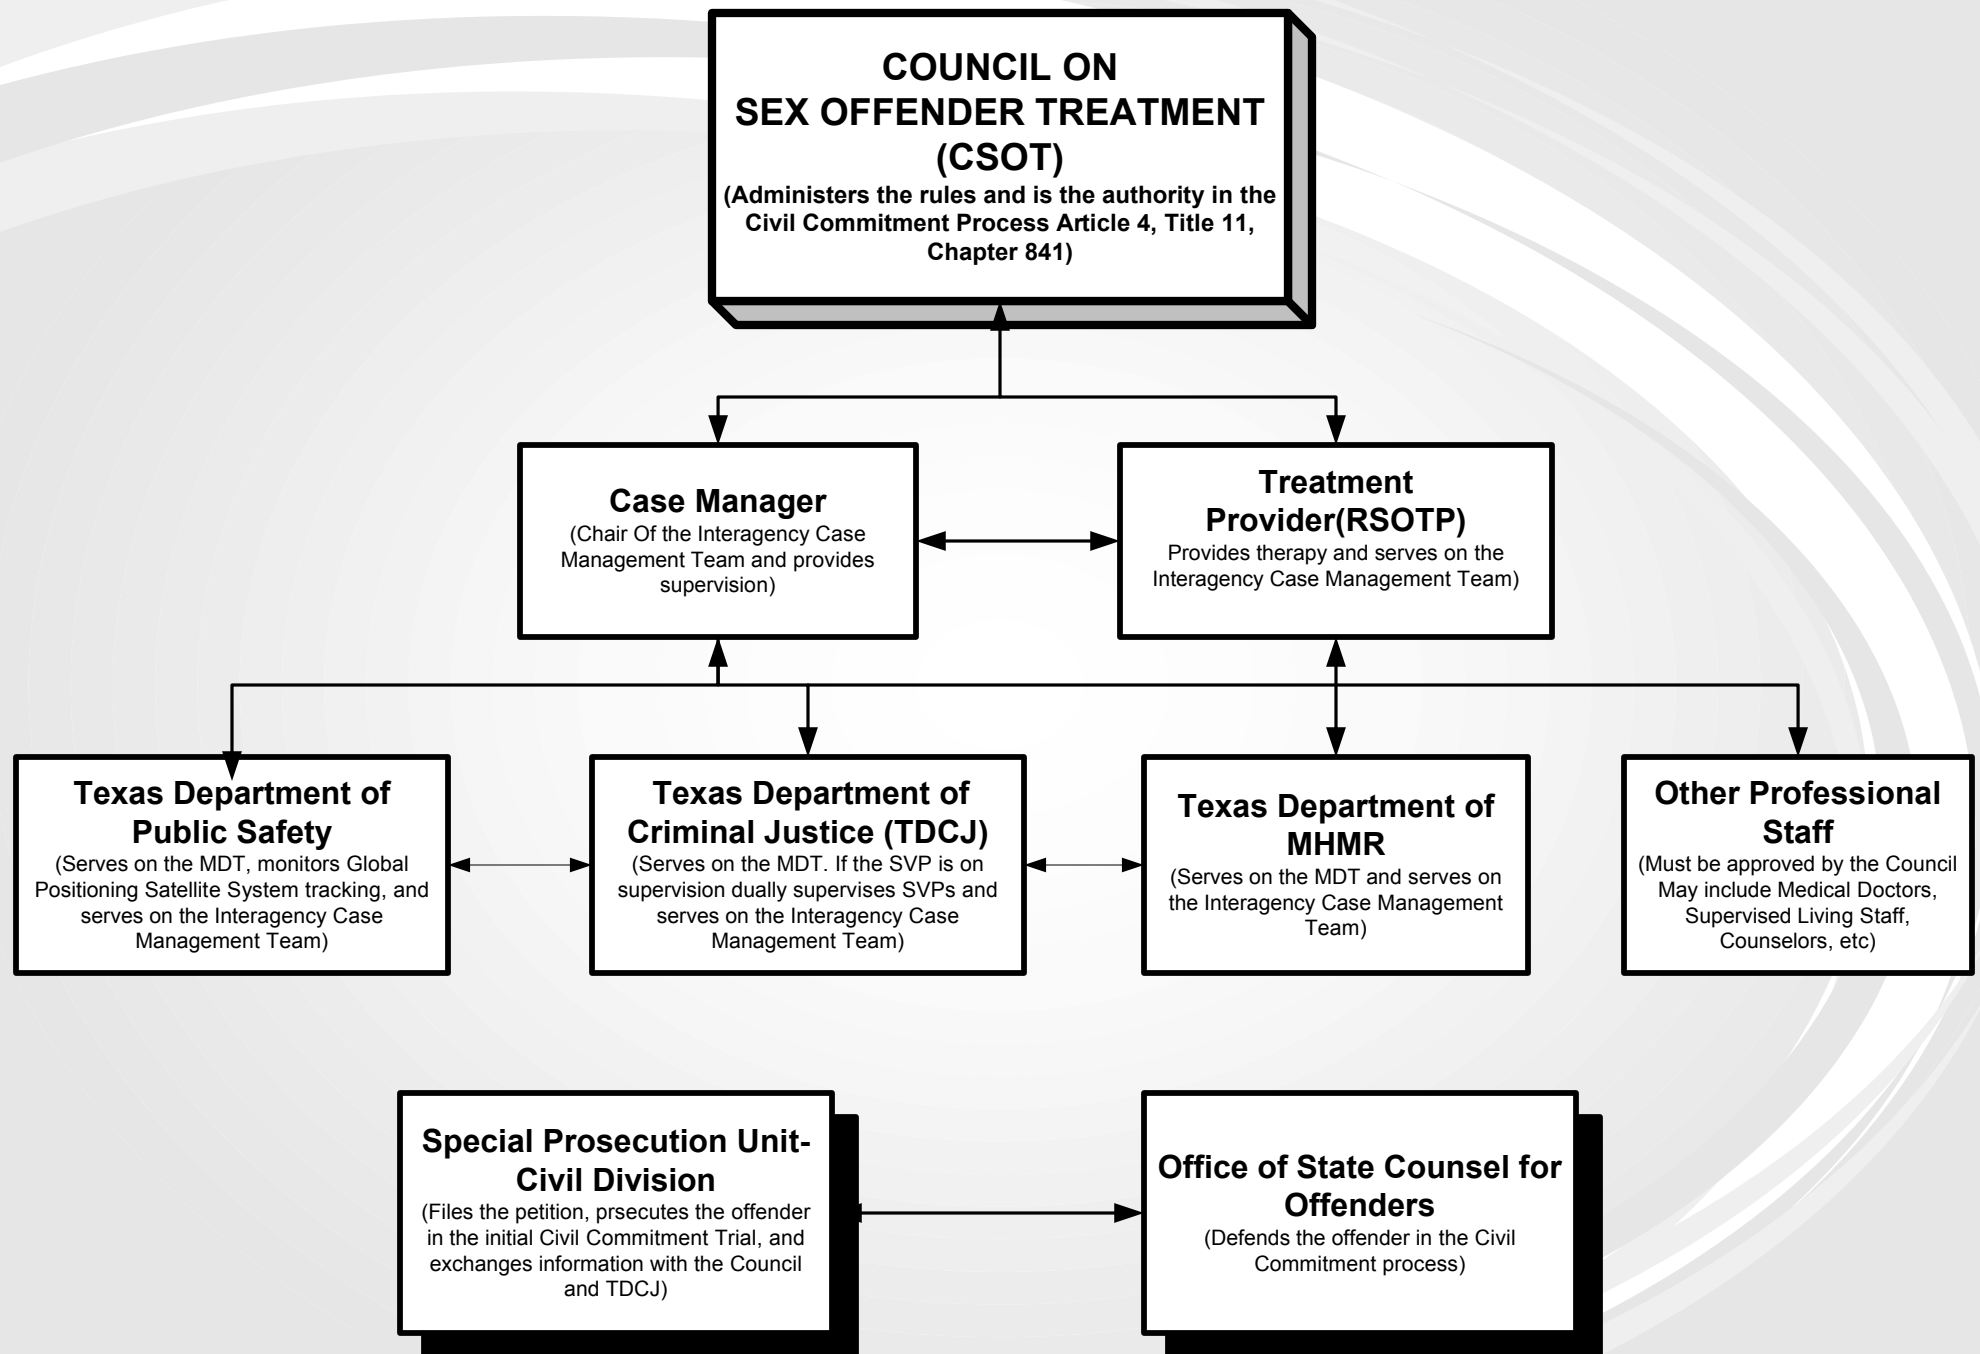 COUNCIL ON
SEX OFFENDER TREATMENT
(CSOT)
(Administers the rules and is the authority in the
Civil Commitment Process Article 4, Title 11,
Chapter 841)
Case Manager
(Chair Of the Interagency Case
Management Team and provides
supervision)
Treatment
Provider(RSOTP)
Provides therapy and serves on the
Interagency Case Management Team)
Texas Department of
Public Safety
(Serves on the MDT, monitors Global
Positioning Satellite System tracking, and
serves on the Interagency Case
Management Team)
Texas Department of
Criminal Justice (TDCJ)
(Serves on the MDT. If the SVP is on
supervision dually supervises SVPs and
serves on the Interagency Case
Management Team)
Texas Department of
MHMR
(Serves on the MDT and serves on
the Interagency Case Management
Team)
Other Professional
Staff
(Must be approved by the Council
May include Medical Doctors,
Supervised Living Staff,
Counselors, etc)
Special Prosecution Unit-
Civil Division
(Files the petition, prsecutes the offender
in the initial Civil Commitment Trial, and
exchanges information with the Council
and TDCJ)
Office of State Counsel for
Offenders
(Defends the offender in the Civil
Commitment process)